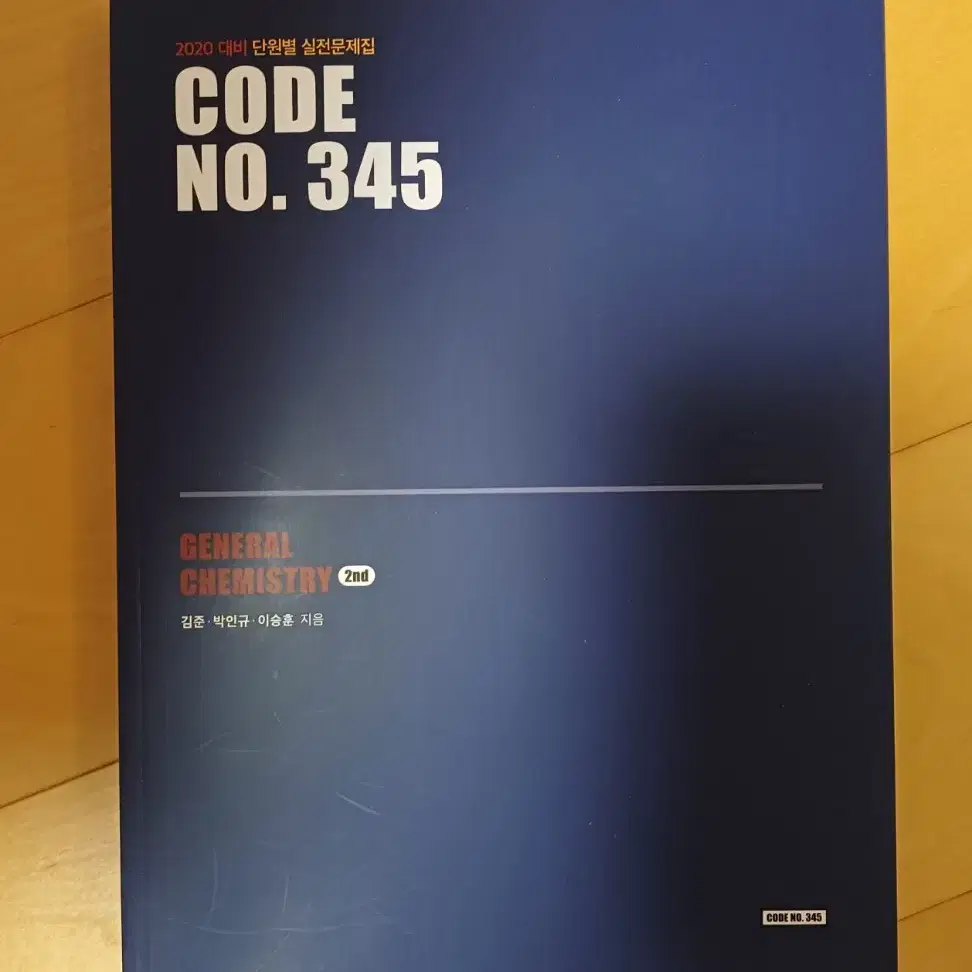 2020 대비 단원별 실전문제집
CODE
NO. 345
GENERAL
CHEMISTRY 2nd
김준·박인규·이승훈 지음
CODE NO. 345